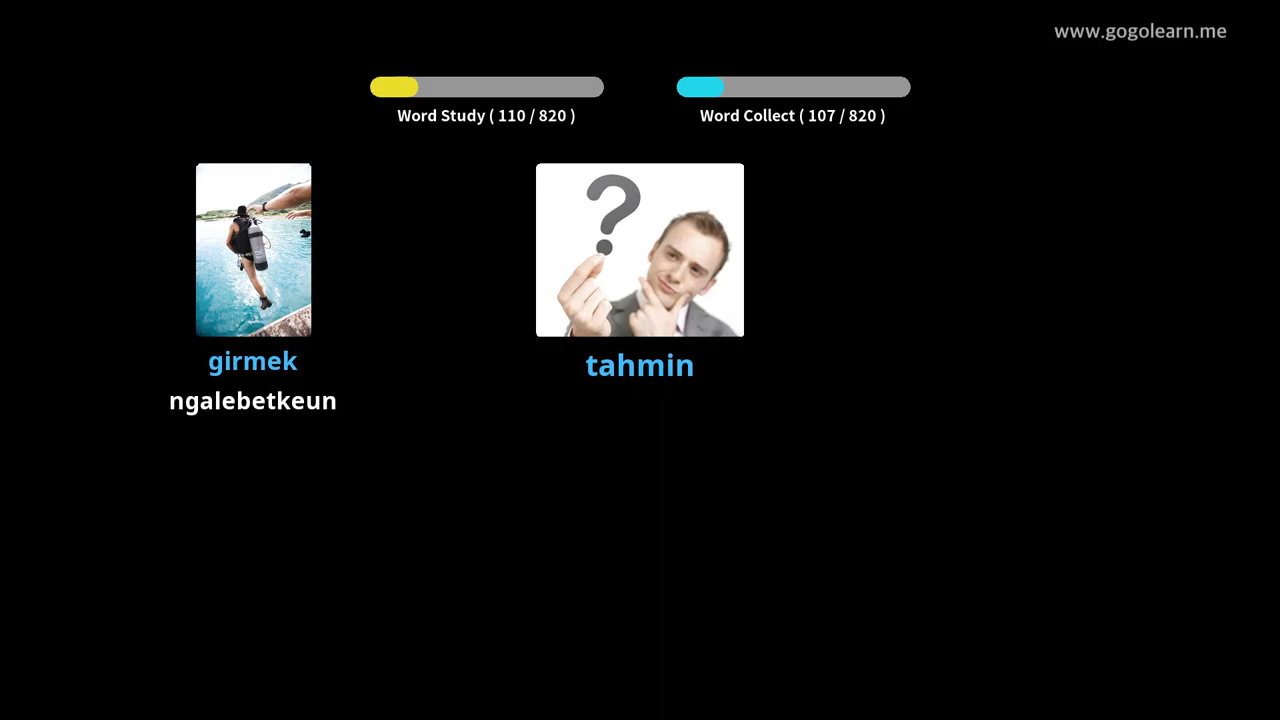 www.gogolearn.me
Word Study ( 110 / 820 )
Word Collect ( 107 / 820 )
girmek
ngalebetkeun
?
tahmin